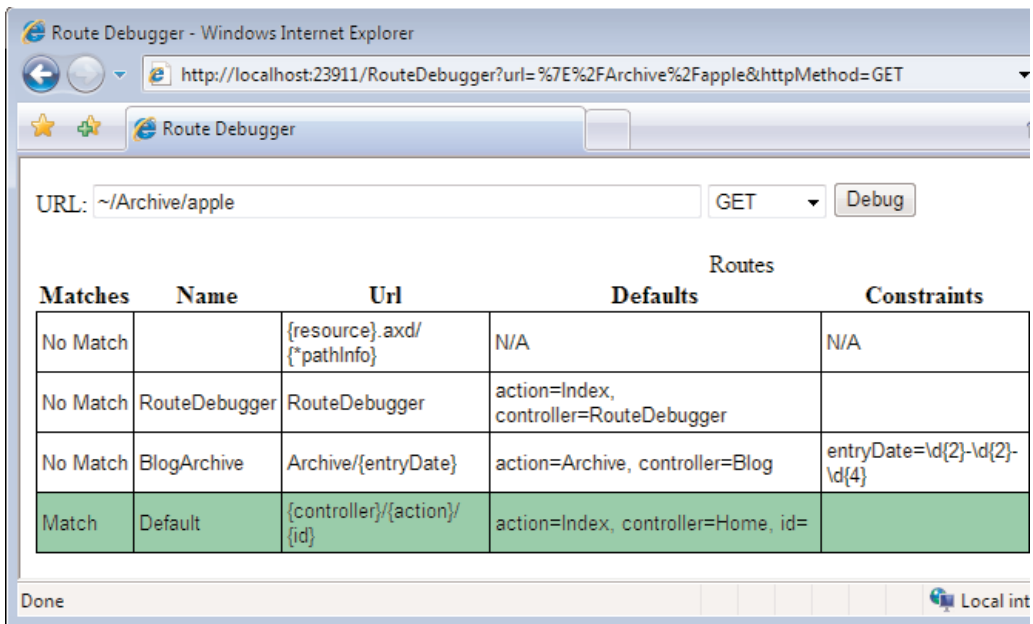 Route Debugger - Windows Internet Explorer
http://localhost:23911/RouteDebugger?url=%7E%2FArchive%2Fapple&httpMethod=GET
Route Debugger
URL: ~/Archive/apple GET Debug
Routes
Matches Name Url Defaults Constraints
No Match {resource}.axd/ {*pathInfo} N/A N/A
No Match RouteDebugger RouteDebugger action=Index, controller=RouteDebugger
No Match BlogArchive Archive/{entryDate} action=Archive, controller=Blog entryDate=\d{2}-\d{2}-\d{4}
Match Default {controller}/{action}/ {id} action=Index, controller=Home, id=
Done Local int